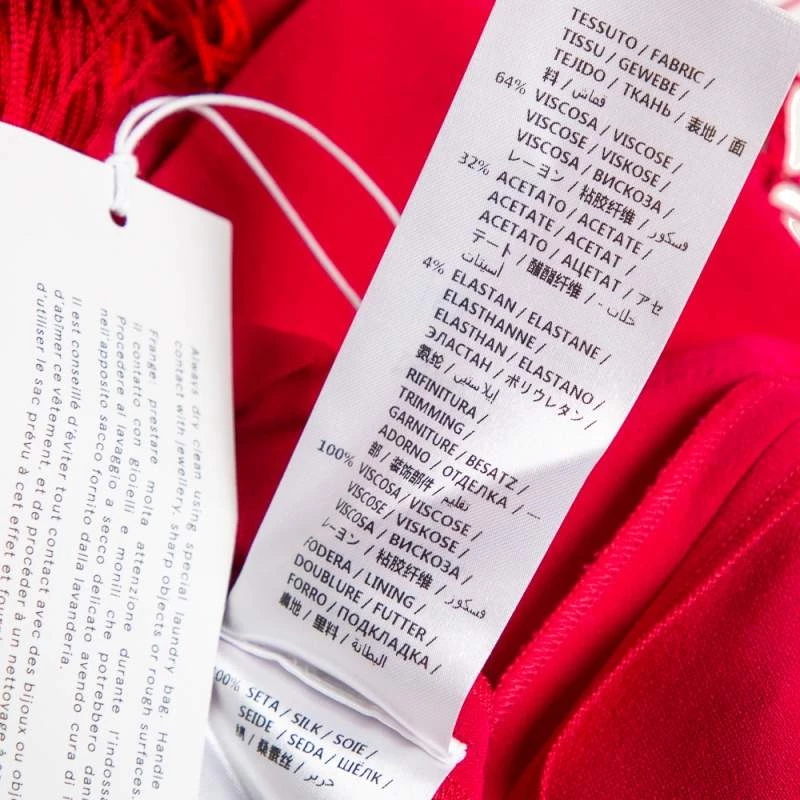 TESSUTO / FABRIC /
TISSU / GEWEBE /
TEJIDO / ТКАНЬ / 表地 / 面
料 / قماش
64% VISCOSA / VISCOSE /
VISCOSE / VISKOSE /
VISCOSA / ВИСКОЗА /
レーヨン / 粘胶纤维 / فسكوز
32% ACETATO / ACETATE /
ACETATE / ACETAT /
ACETATO / АЦЕТАТ / アセ
テート / 醋酯纤维 /
أسيتات
4% ELASTAN / ELASTANE /
ELASTHANNE /
ELASTHAN / ELASTANO /
ЭЛАСТАН / ポリウレタン /
氨纶 /
RIFINITURA /
TRIMMING /
GARNITURE / BESATZ /
ADORNO / ОТДЕЛКА /
部 / 装饰部件 /
100% VISCOSA / VISCOSE /
VISCOSE / VISKOSE /
VISCOSA / ВИСКОЗА /
レーヨン / 粘胶纤维 /
FODERA / LINING /
DOUBLURE / FUTTER /
FORRO / ПОДКЛАДКА /
裏地 / 里料 / البطانة
100% SETA / SILK / SOIE /
SEIDE / SEDA / ШЁЛК /
絹 / 桑蚕丝 / حرير
Always dry clean using special laundry bag. Handle
contact with jewellery, sharp objects or rough surfaces.
Frange: prestare molta attenzione durante l'indoss
il contatto con gioielli e monili che potrebbero dann
Procedere al lavaggio a secco delicato avendo cura di
nell'apposito sacco fornito dalla lavanderia.
Il est conseillé d'éviter tout contact avec des bijoux ou obj
d'abîmer ce vêtement, et de procéder à un nettoyage à
d'utiliser le sac prévu à cet effet et fourni